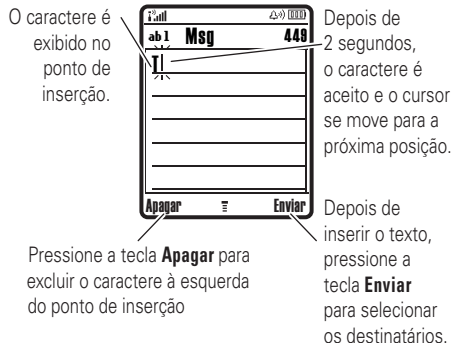 O caractere é
exibido no
ponto de
inserção.
ab1 Msg 449
T
Apagar Enviar
Depois de
2 segundos,
o caractere é
aceito e o cursor
se move para a
próxima posição.
Pressione a tecla Apagar para
excluir o caractere à esquerda
do ponto de inserção
Depois de
inserir o texto,
pressione a
tecla Enviar
para selecionar
os destinatários.